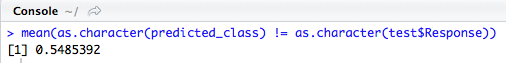 Console ~/
> mean(as.character(predicted_class) != as.character(test$Response))
[1] 0.5485392